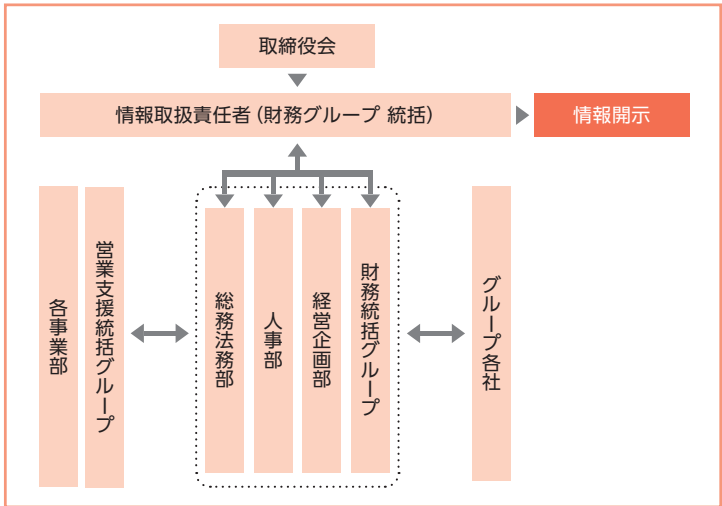 取締役会
情報取扱責任者（財務グループ 統括）
情報開示
各事業部
営業支援統括グループ
総務法務部
人事部
経営企画部
財務統括グループ
グループ各社